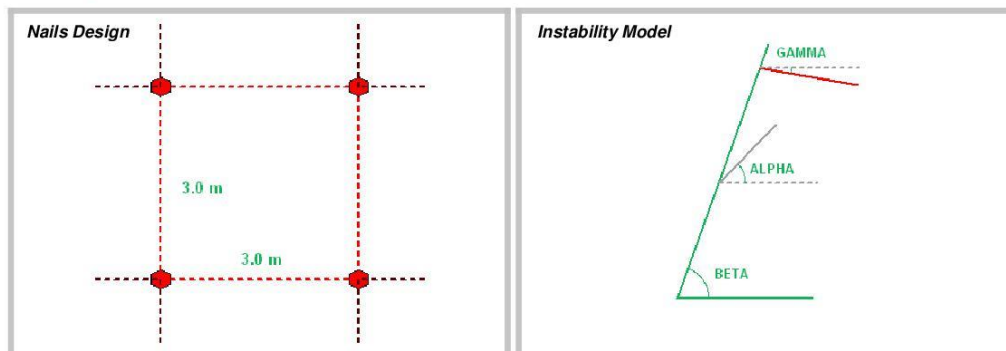 Nails Design
3.0 m
3.0 m
Instability Model
GAMMA
ALPHA
BETA